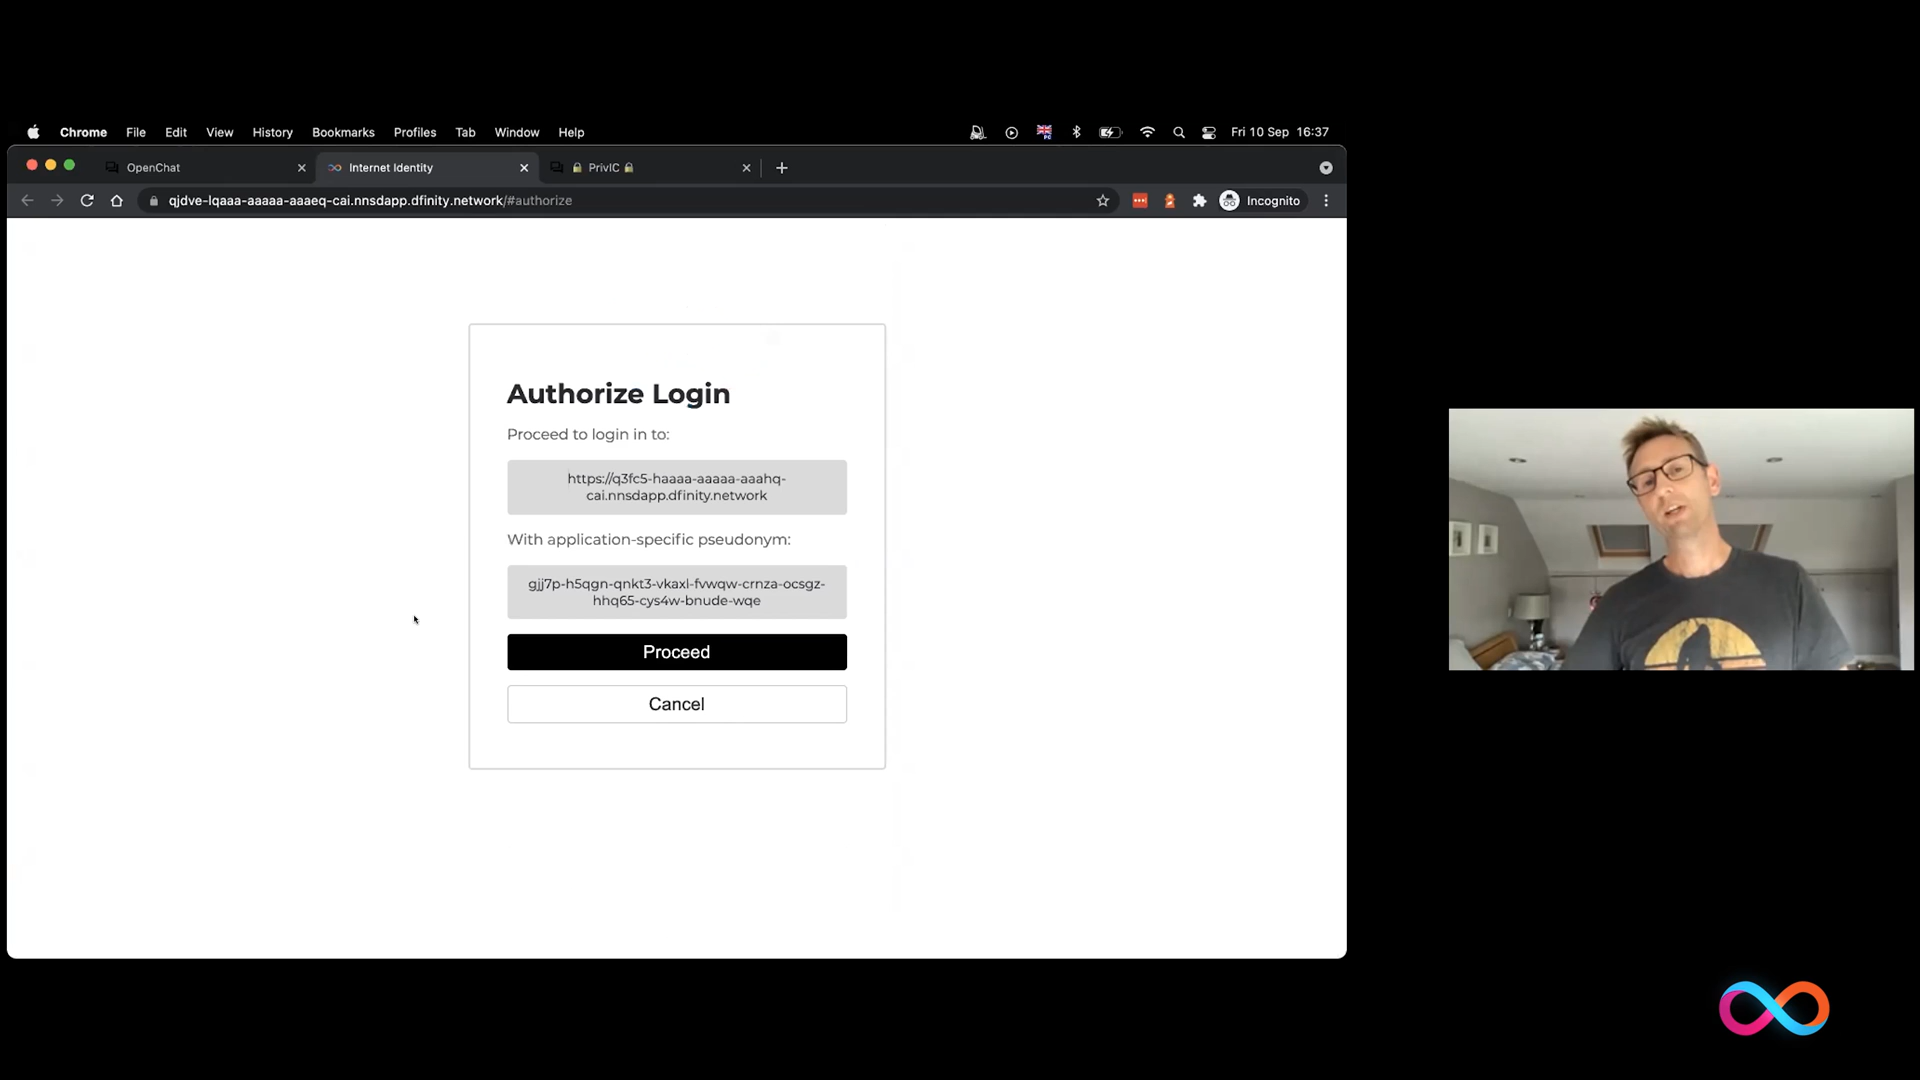 Chrome File Edit View History Bookmarks Profiles Tab Window Help Fri 10 Sep 16:37
OpenChat Internet Identity PrivIC
qjdve-lqaaa-aaaaa-aaaeq-cai.nnsdapp.dfinity.network/#authorize Incognito
Authorize Login
Proceed to login in to:
https://q3fc5-haaaa-aaaaa-aaahq-
cai.nnsdapp.dfinity.network
With application-specific pseudonym:
gjj7p-h5qgn-qnkt3-vkaxl-fvwqw-crnza-ocsgz-
hhq65-cys4w-bnude-wqe
Proceed
Cancel